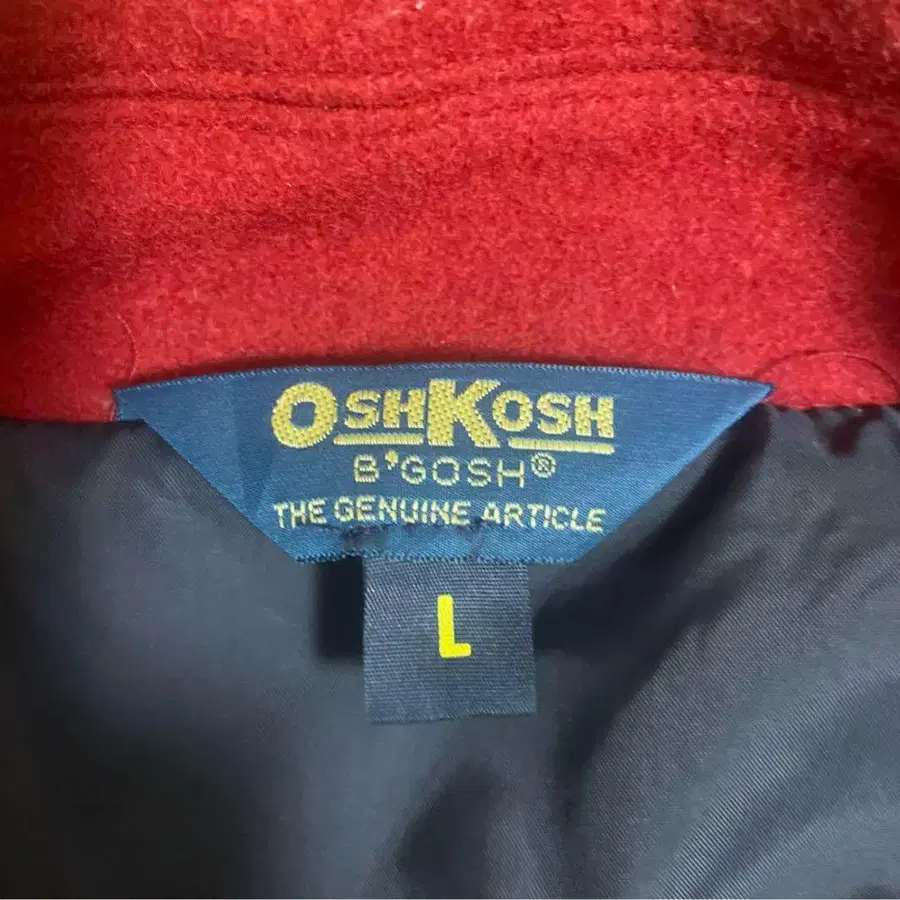 OSHKOSH
B'GOSH®
THE GENUINE ARTICLE
L